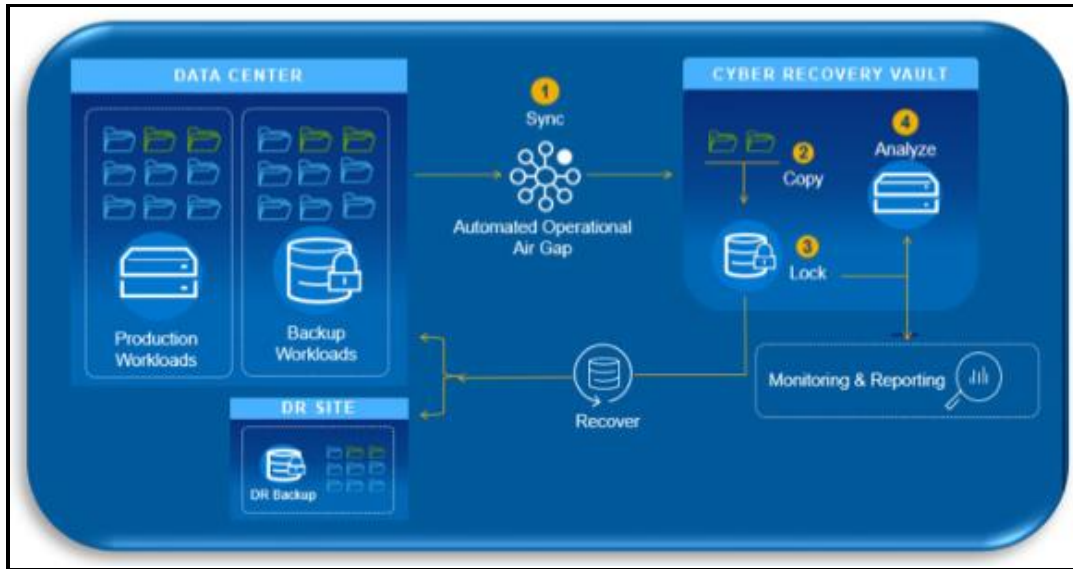 DATA CENTER
Production
Workloads
Backup
Workloads
1
Sync
Automated Operational
Air Gap
CYBER RECOVERY VAULT
2
Copy
4
Analyze
3
Lock
Monitoring & Reporting
Recover
DR SITE
DR Backup